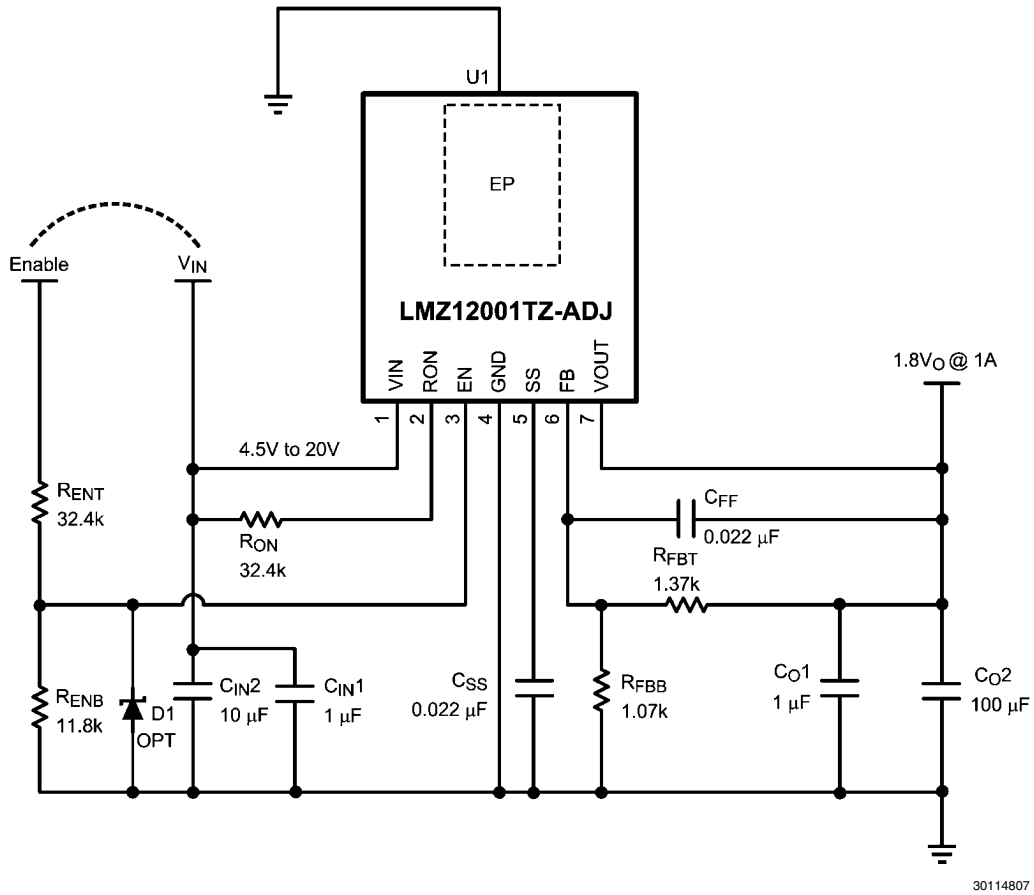 U1
EP
Enable
VIN
LMZ12001TZ-ADJ
VIN
RON
EN
GND
SS
FB
VOUT
1
2
3
4
5
6
7
1.8VO @ 1A
4.5V to 20V
RENT
32.4k
RON
32.4k
CFF
0.022 μF
RFBT
1.37k
RENB
11.8k
D1
OPT
CIN2
10 μF
CIN1
1 μF
CSS
0.022 μF
RFBB
1.07k
CO1
1 μF
CO2
100 μF
30114807